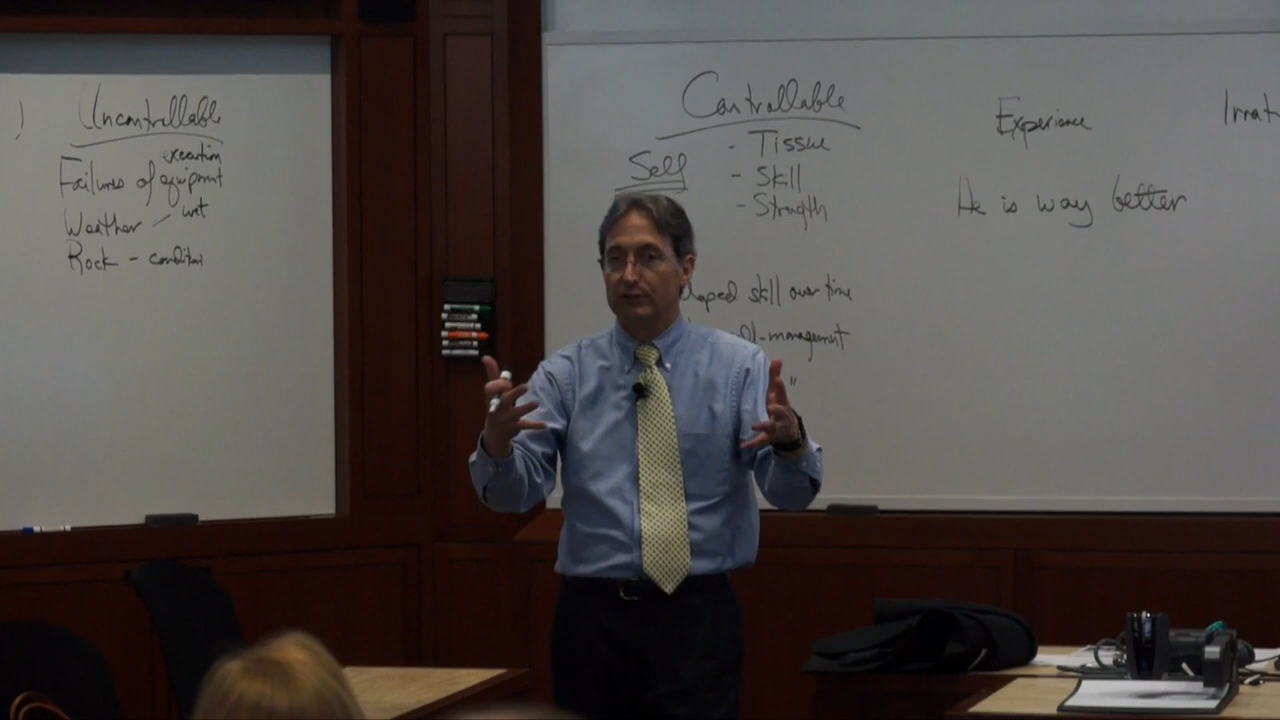 Uncontrollable
execution
Failures of equipment
Weather - wet
Rock - condition
Controllable
Self
- Tissue
- Skill
- Strength
skill over time
-management
"
Experience
He is way better
Irrat